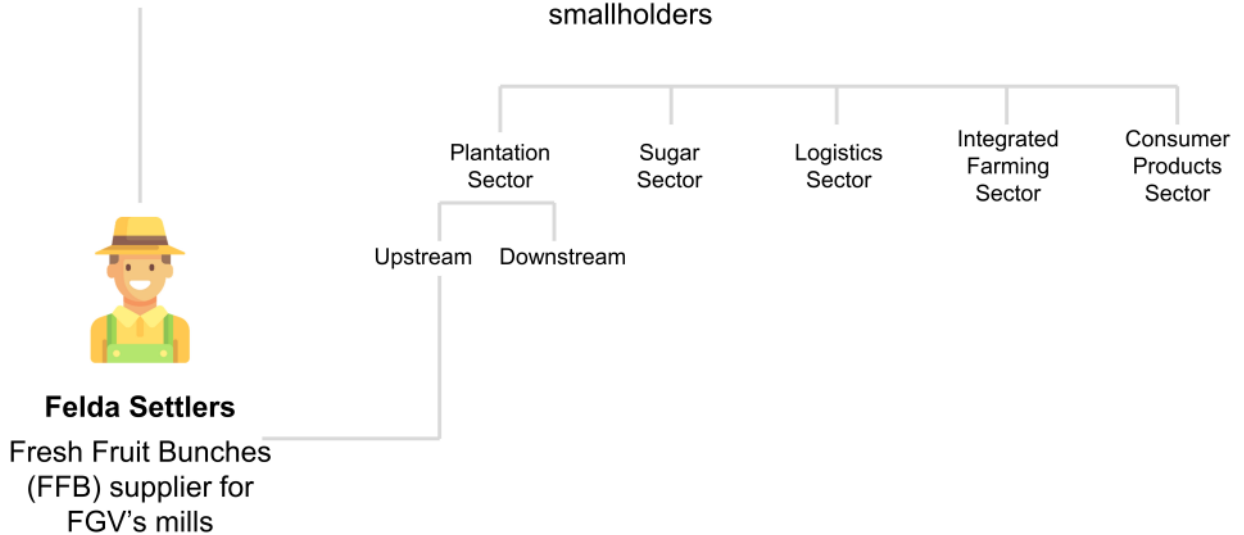 smallholders
Plantation
Sector
Sugar
Sector
Logistics
Sector
Integrated
Farming
Sector
Consumer
Products
Sector
Upstream
Downstream
Felda Settlers
Fresh Fruit Bunches
(FFB) supplier for
FGV's mills